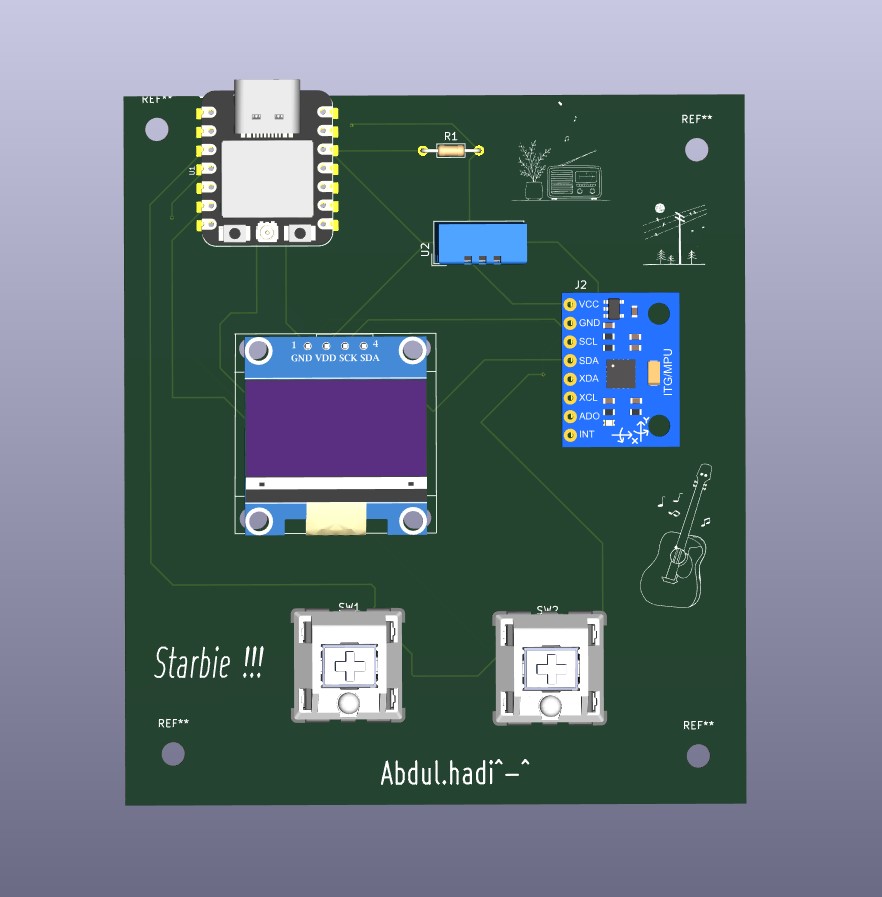 REF**
REF**
R1
U1
U2
J2
VCC
GND
SCL
SDA
XDA
XCL
ADO
INT
ITG/MPU
Y
X
1 4
GND VDD SCK SDA
SW1
SW2
Starbie !!!
REF**
REF**
Abdul.hadi^-^